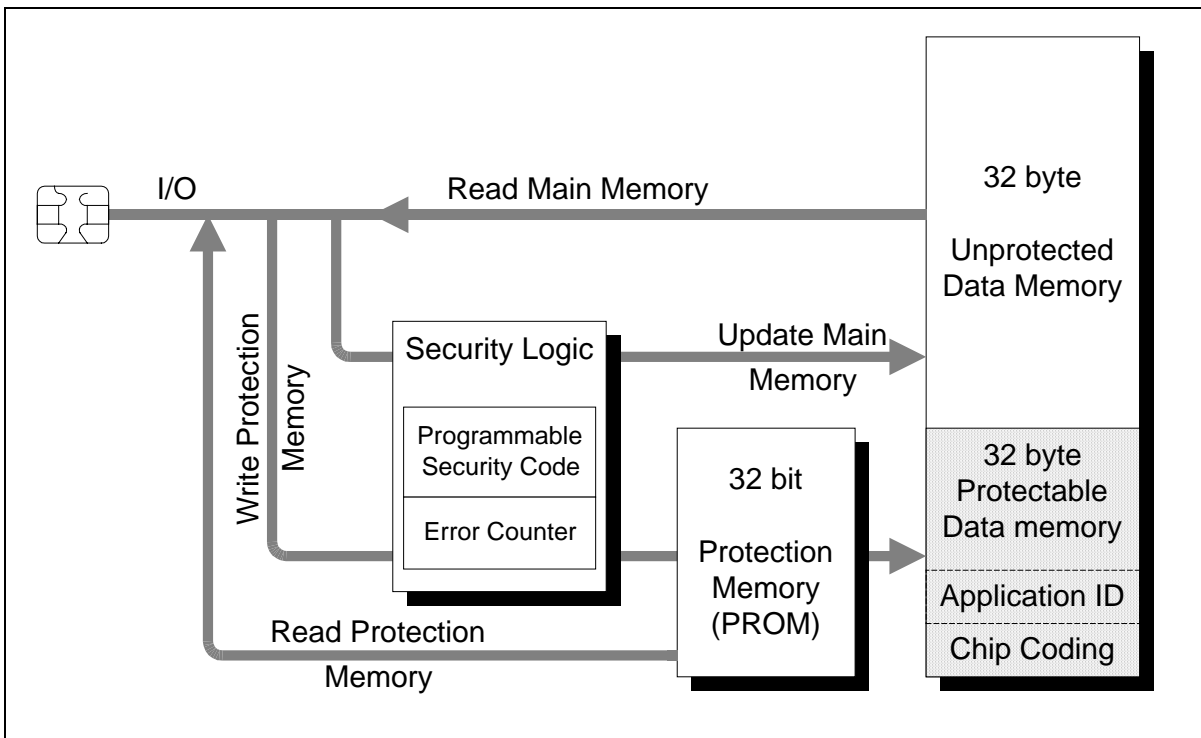 I/O
Read Main Memory
32 byte
Unprotected
Data Memory
Security Logic
Update Main
Memory
Write Protection
Memory
Programmable
Security Code
Error Counter
32 bit
Protection
Memory
(PROM)
32 byte
Protectable
Data memory
Application ID
Chip Coding
Read Protection
Memory